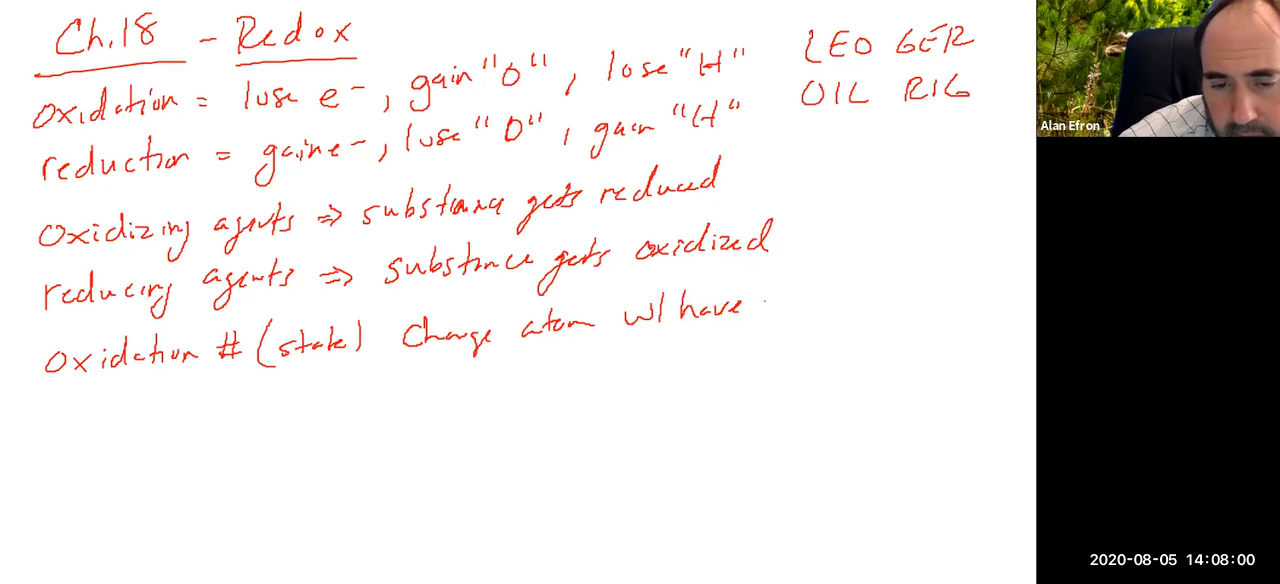 Ch.18 - Redox
LEO GER
OIL RIG
oxidation = lose e-, gain "O", lose "H"
reduction = gain e-, lose "O", gain "H"
oxidizing agents => substance gets reduced
reducing agents => substance gets oxidized
oxidation # (state) Charge atom w/ have
Alan Efron
2020-08-05 14:08:00